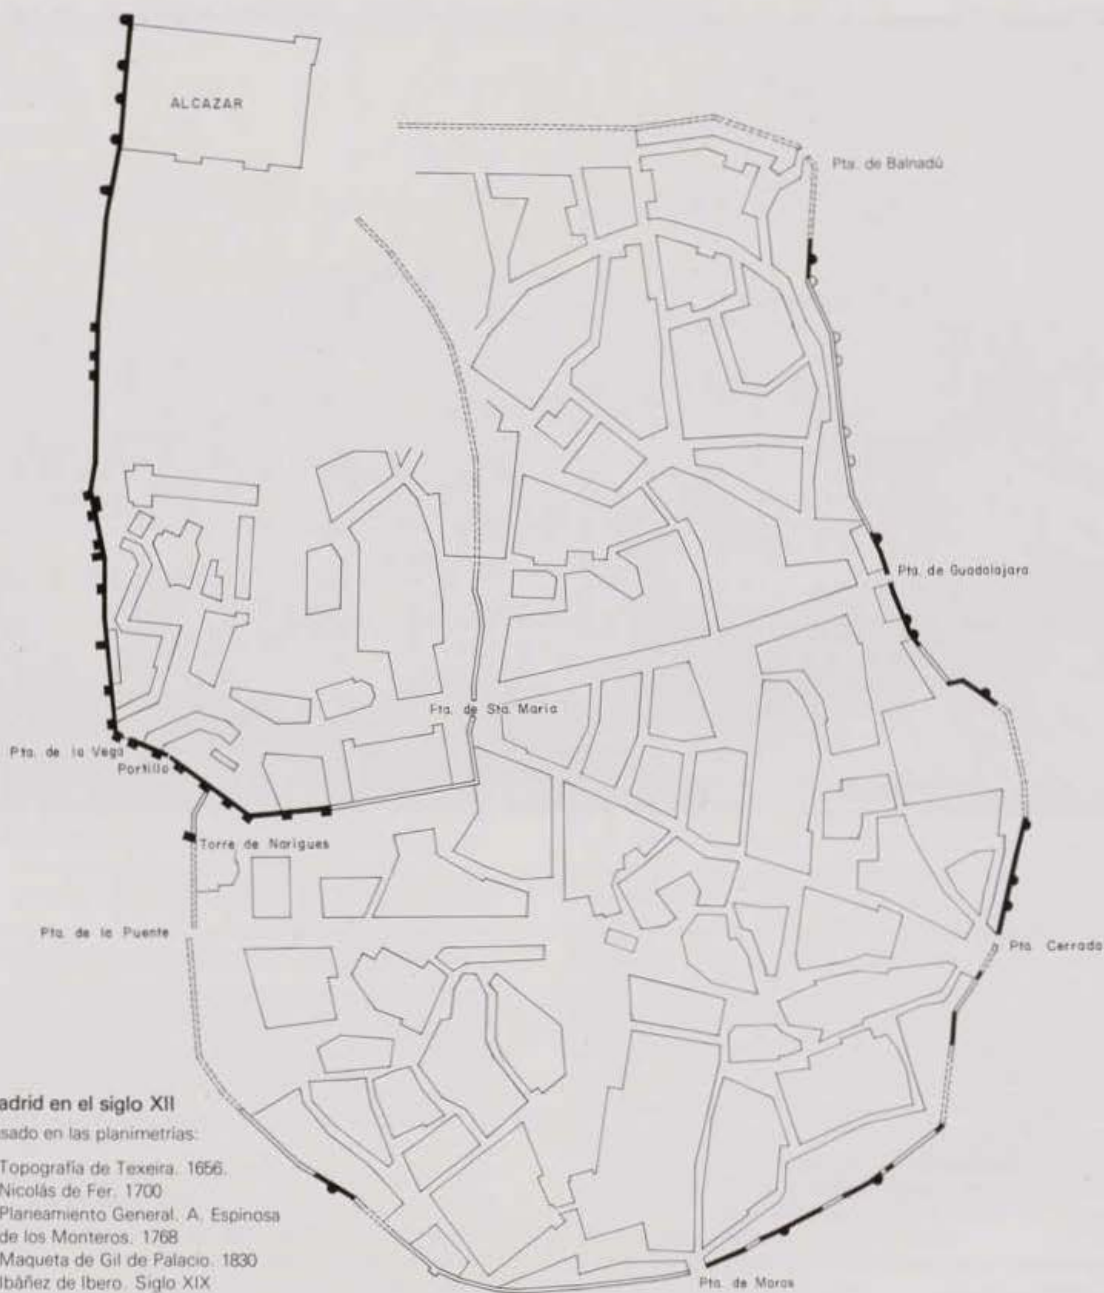 ALCAZAR
Pta. de Balnadú
Pta. de Guadalajara
Pta. de Sta. Maria
Pta. de la Vega
Portillo
Torre de Narigues
Pta. de la Puente
Pta. Cerrada
Pta. de Moros
adrid en el siglo XII
sado en las planimetrías:
Topografía de Texeira. 1656.
Nicolás de Fer. 1700
Planeamiento General. A. Espinosa
de los Monteros. 1768
Maqueta de Gil de Palacio. 1830
Ibáñez de Ibero. Siglo XIX